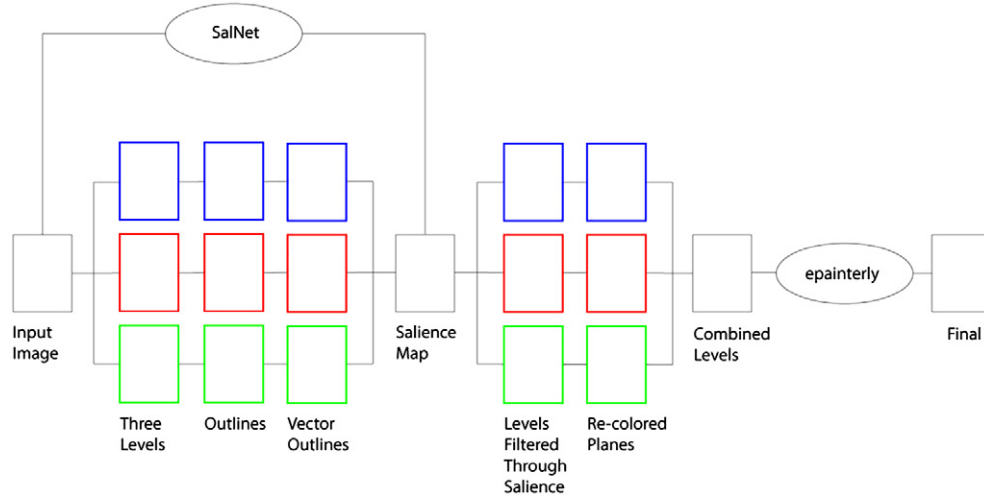 SalNet
epainterly
Input
Image
Three
Levels
Outlines
Vector
Outlines
Salience
Map
Levels
Filtered
Through
Salience
Re-colored
Planes
Combined
Levels
Final